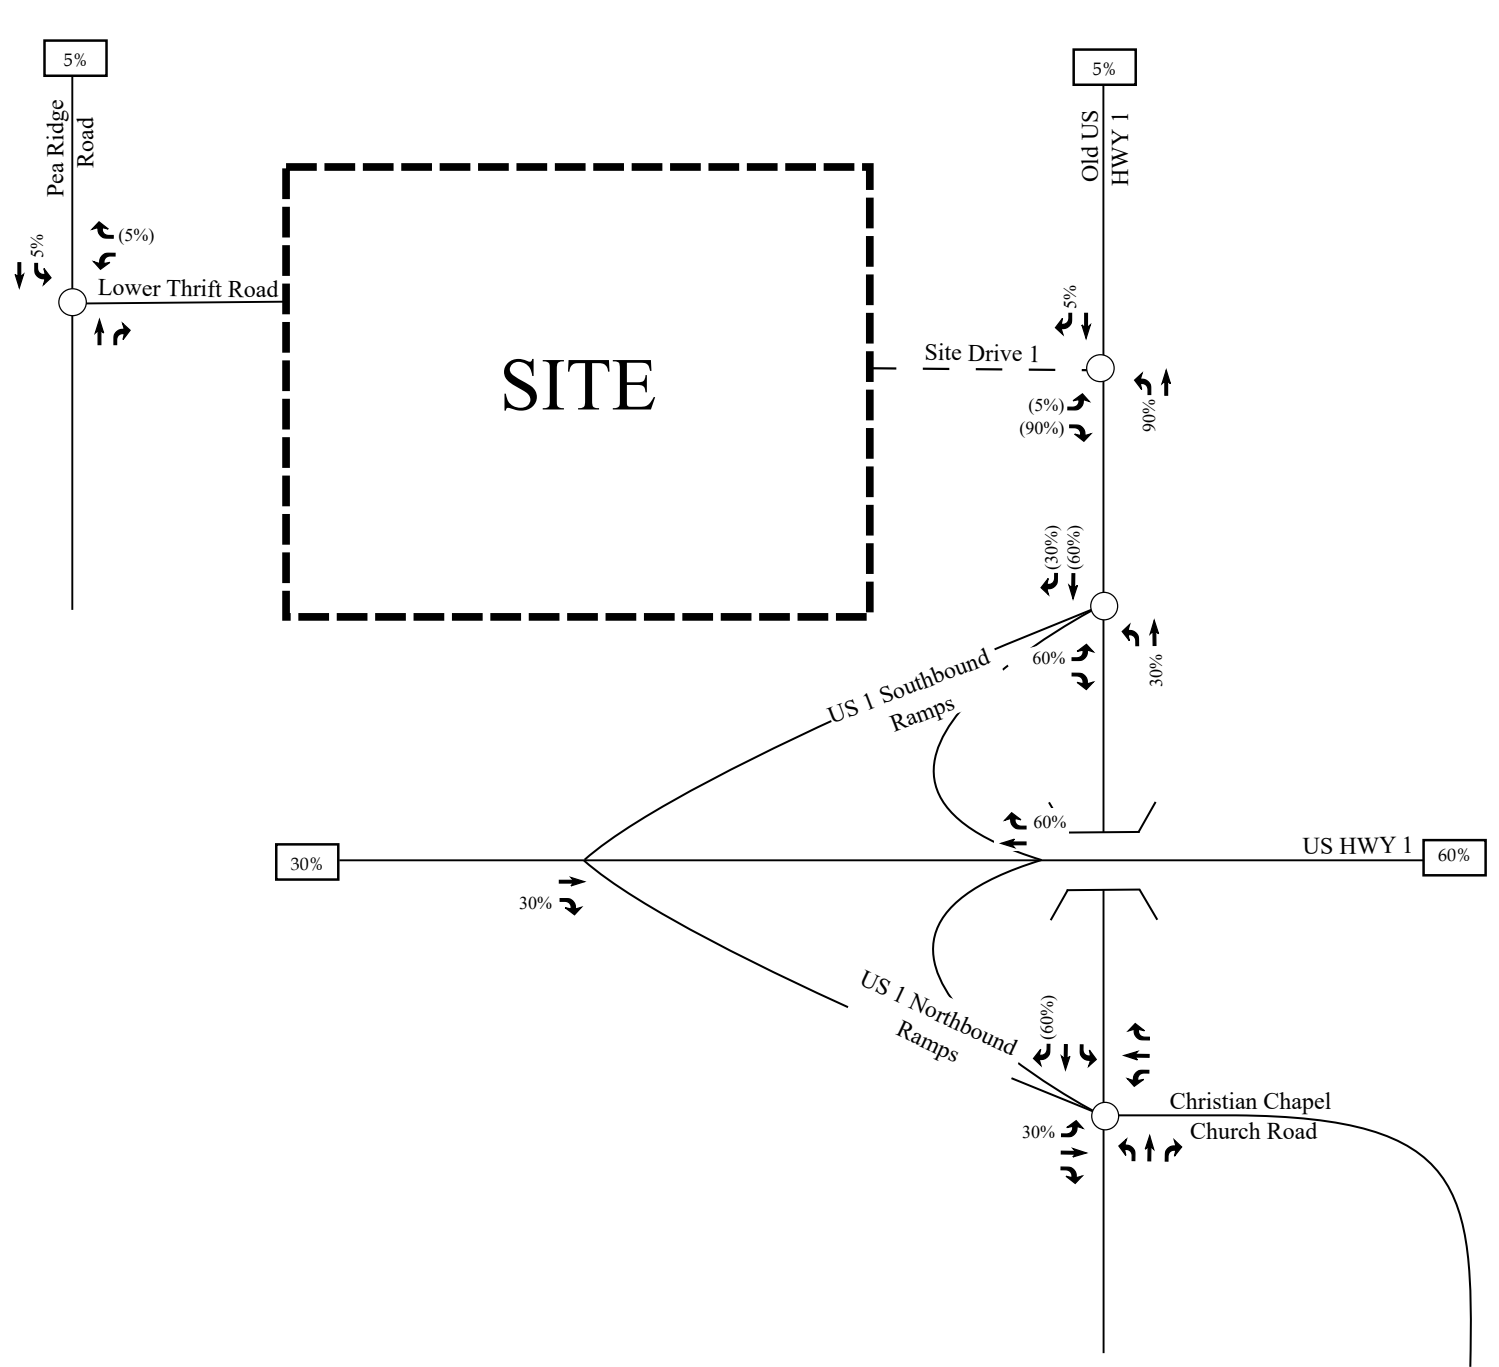 5%
5%
Pea Ridge
Road
Old US
HWY 1
5%
(5%)
Lower Thrift Road
5%
Site Drive 1
SITE
(5%)
(90%)
90%
(30%)
(60%)
60%
30%
US 1 Southbound
Ramps
60%
US HWY 1
30%
60%
30%
US 1 Northbound
Ramps
(60%)
Christian Chapel
Church Road
30%